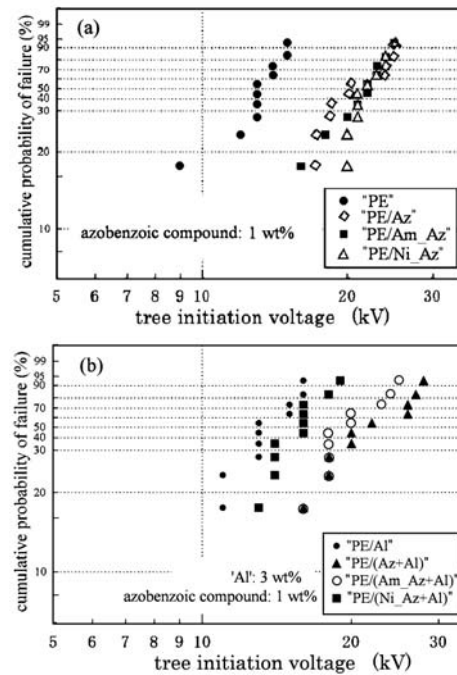 (a)
cumulative probability of failure (%)
99
95
90
70
50
40
30
20
10
azobenzoic compound: 1 wt%
"PE"
"PE/Az"
"PE/Am_Az"
"PE/Ni_Az"
5 6 7 8 9 10 20 30
tree initiation voltage (kV)
(b)
cumulative probability of failure (%)
99
95
90
70
50
40
30
20
10
'Al': 3 wt%
azobenzoic compound: 1 wt%
"PE/Al"
"PE/(Az+Al)"
"PE/(Am_Az+Al)"
"PE/(Ni_Az+Al)"
5 6 7 8 9 10 20 30
tree initiation voltage (kV)